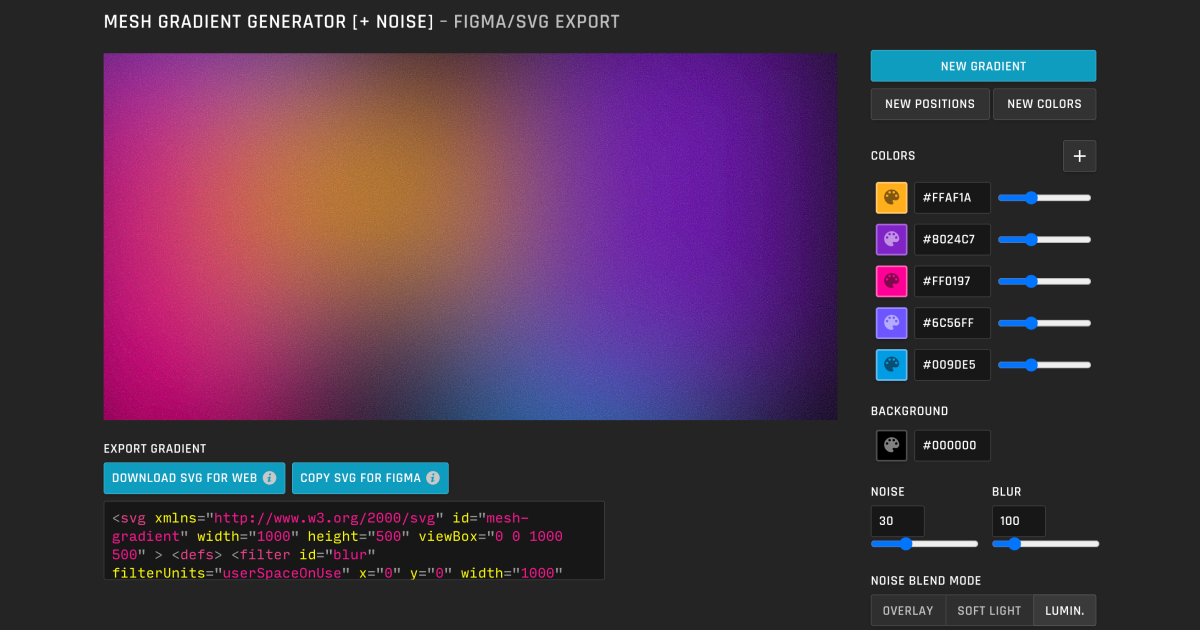 MESH GRADIENT GENERATOR [+ NOISE] – FIGMA/SVG EXPORT
NEW GRADIENT
NEW POSITIONS
NEW COLORS
COLORS
+
#FFAF1A
#8024C7
#FF0197
#6C56FF
#009DE5
BACKGROUND
#000000
NOISE
BLUR
30
100
NOISE BLEND MODE
OVERLAY
SOFT LIGHT
LUMIN.
EXPORT GRADIENT
DOWNLOAD SVG FOR WEB i
COPY SVG FOR FIGMA i
<svg xmlns="http://www.w3.org/2000/svg" id="mesh-
gradient" width="1000" height="500" viewBox="0 0 1000
500" > <defs> <filter id="blur"
filterUnits="userSpaceOnUse" x="0" y="0" width="1000"